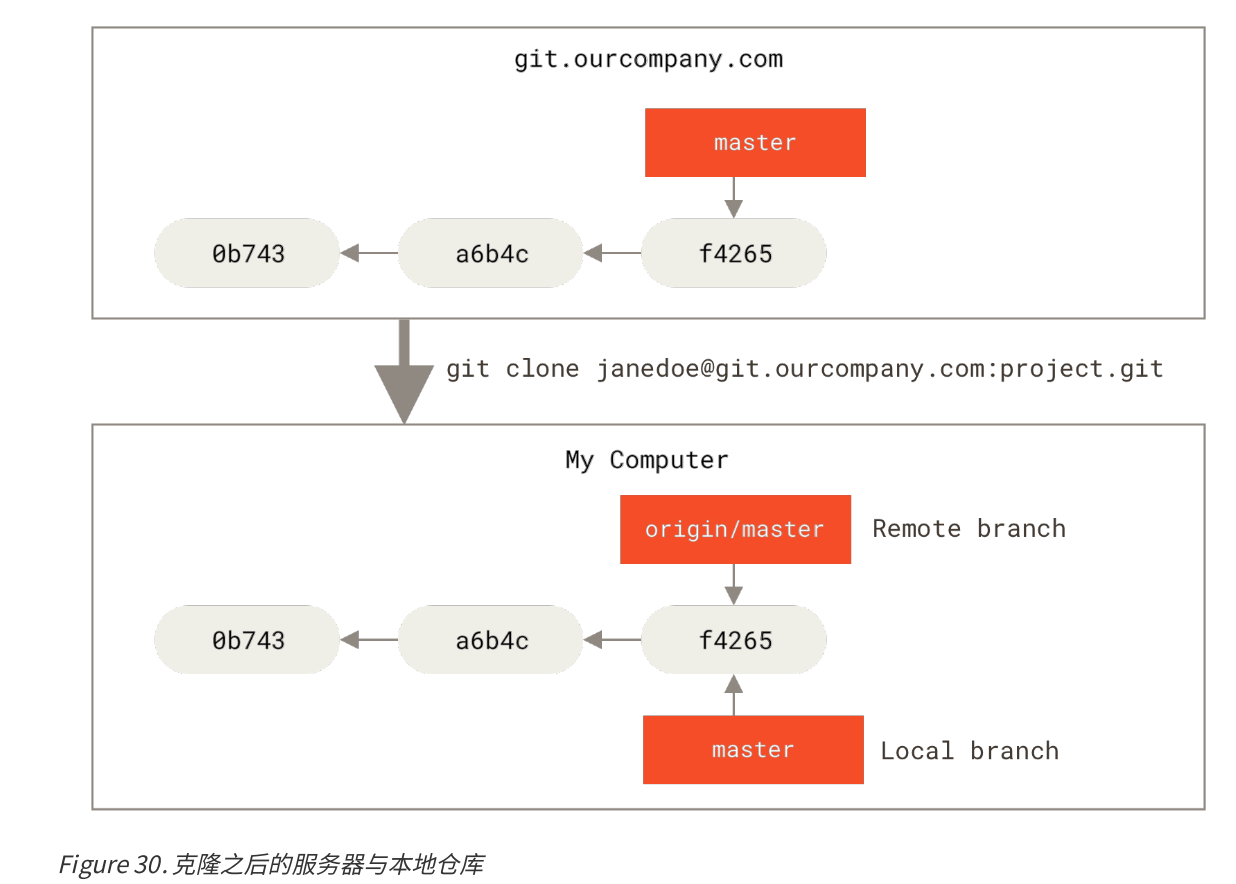 git.ourcompany.com
master
0b743
a6b4c
f4265
git clone janedoe@git.ourcompany.com:project.git
My Computer
origin/master
Remote branch
0b743
a6b4c
f4265
master
Local branch
Figure 30. 克隆之后的服务器与本地仓库